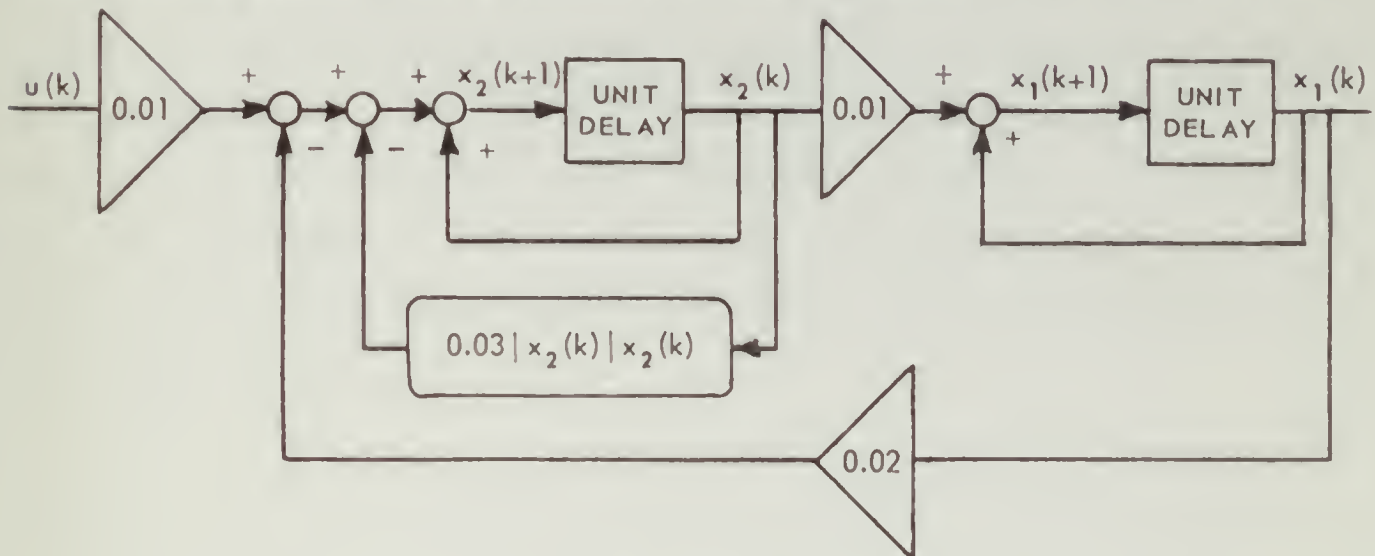 u(k)
0.01
+
−
+
−
+
+
x₂(k+1)
UNIT
DELAY
x₂(k)
0.01
+
+
x₁(k+1)
UNIT
DELAY
x₁(k)
0.03|x₂(k)|x₂(k)
0.02